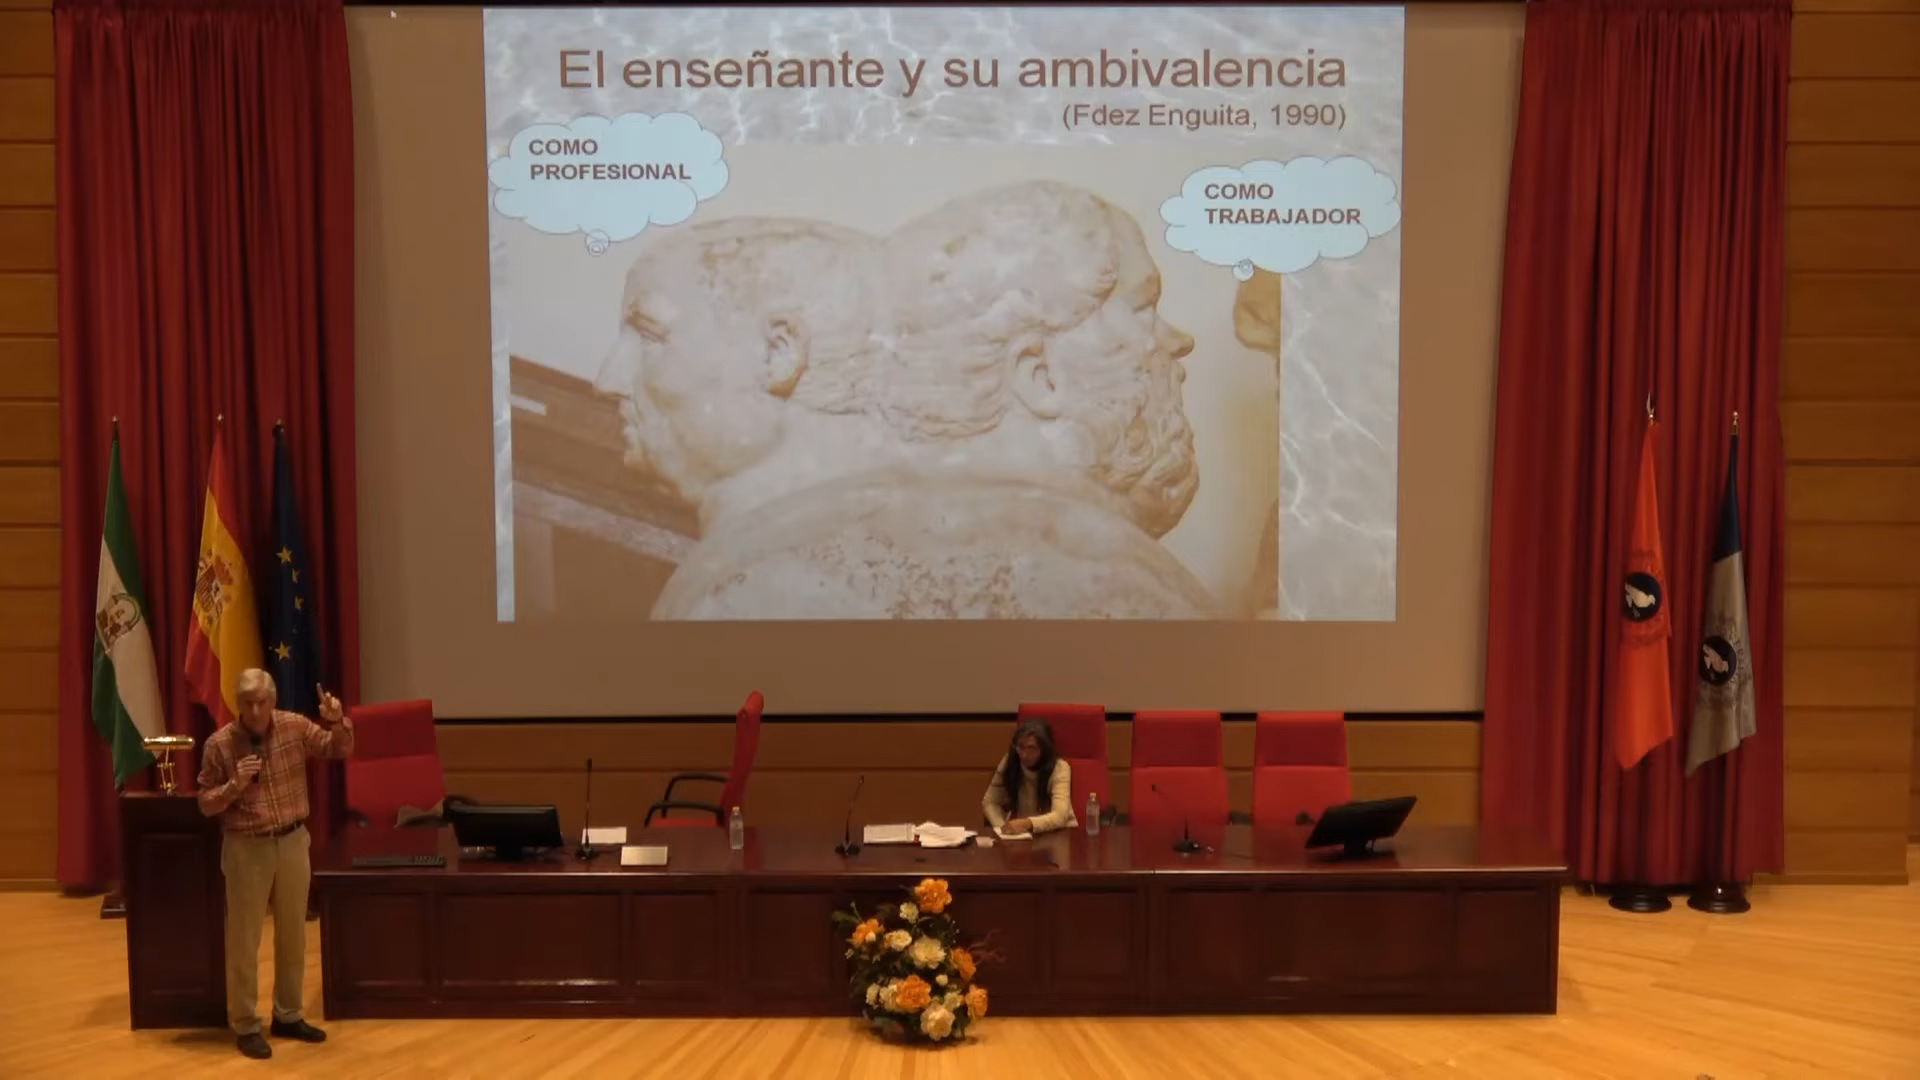 El enseñante y su ambivalencia
(Fdez Enguita, 1990)
COMO
PROFESIONAL
COMO
TRABAJADOR